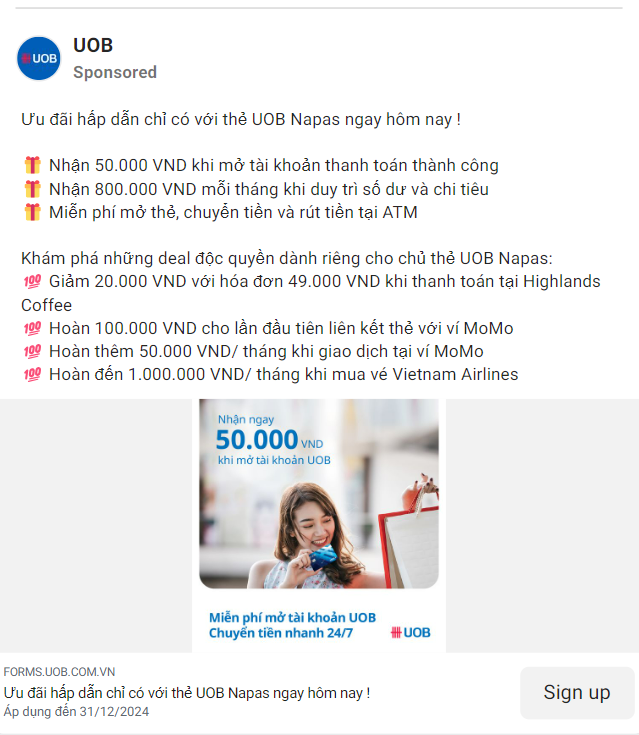 UOB
UOB
Sponsored
Ưu đãi hấp dẫn chỉ có với thẻ UOB Napas ngay hôm nay !
🎁 Nhận 50.000 VND khi mở tài khoản thanh toán thành công
🎁 Nhận 800.000 VND mỗi tháng khi duy trì số dư và chi tiêu
🎁 Miễn phí mở thẻ, chuyển tiền và rút tiền tại ATM
Khám phá những deal độc quyền dành riêng cho chủ thẻ UOB Napas:
💯 Giảm 20.000 VND với hóa đơn 49.000 VND khi thanh toán tại Highlands
Coffee
💯 Hoàn 100.000 VND cho lần đầu tiên liên kết thẻ với ví MoMo
💯 Hoàn thêm 50.000 VND/ tháng khi giao dịch tại ví MoMo
💯 Hoàn đến 1.000.000 VND/ tháng khi mua vé Vietnam Airlines
Nhận ngay
50.000 VND
khi mở tài khoản UOB
Miễn phí mở tài khoản UOB
Chuyển tiền nhanh 24/7
UOB
FORMS.UOB.COM.VN
Ưu đãi hấp dẫn chỉ có với thẻ UOB Napas ngay hôm nay !
Áp dụng đến 31/12/2024
Sign up